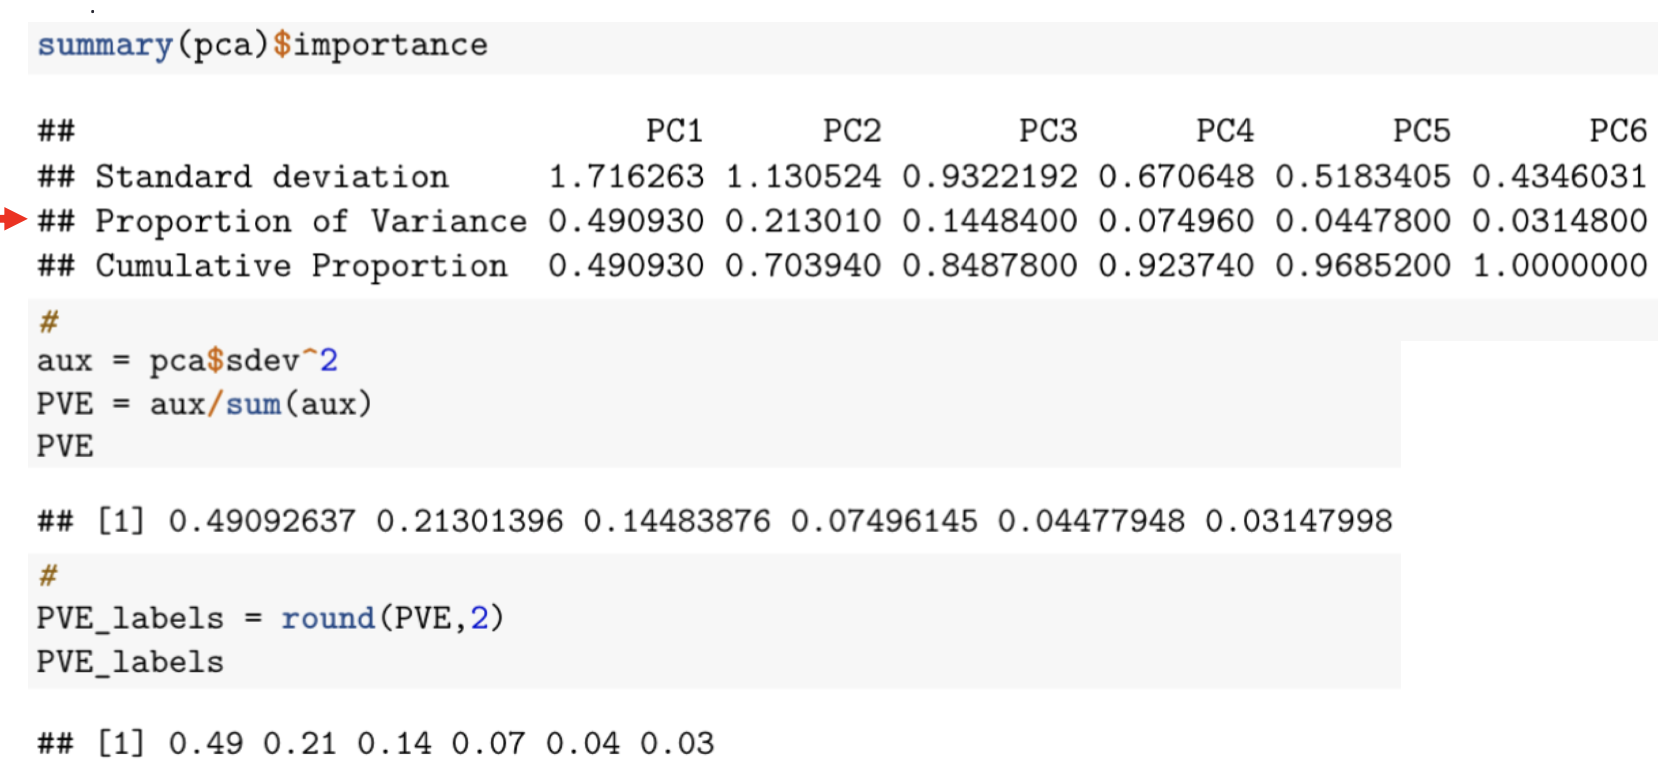 summary(pca)$importance
## PC1 PC2 PC3 PC4 PC5 PC6
## Standard deviation 1.716263 1.130524 0.9322192 0.670648 0.5183405 0.4346031
## Proportion of Variance 0.490930 0.213010 0.1448400 0.074960 0.0447800 0.0314800
## Cumulative Proportion 0.490930 0.703940 0.8487800 0.923740 0.9685200 1.0000000
#
aux = pca$sdev^2
PVE = aux/sum(aux)
PVE
## [1] 0.49092637 0.21301396 0.14483876 0.07496145 0.04477948 0.03147998
#
PVE_labels = round(PVE,2)
PVE_labels
## [1] 0.49 0.21 0.14 0.07 0.04 0.03